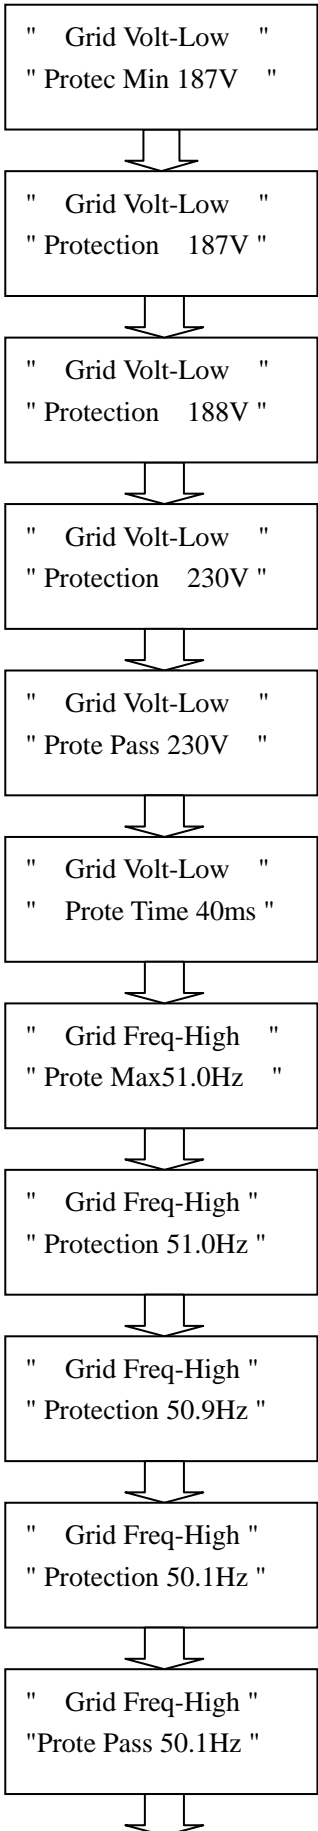 "    Grid Volt-Low    "
" Protec Min 187V    "
"    Grid Volt-Low    "
" Protection    187V "
"    Grid Volt-Low    "
" Protection    188V "
"    Grid Volt-Low    "
" Protection    230V "
"    Grid Volt-Low    "
" Prote Pass 230V    "
"    Grid Volt-Low    "
"    Prote Time 40ms "
"    Grid Freq-High    "
" Prote Max51.0Hz    "
"    Grid Freq-High "
" Protection 51.0Hz "
"    Grid Freq-High "
" Protection 50.9Hz "
"    Grid Freq-High "
" Protection 50.1Hz "
"    Grid Freq-High "
"Prote Pass 50.1Hz "